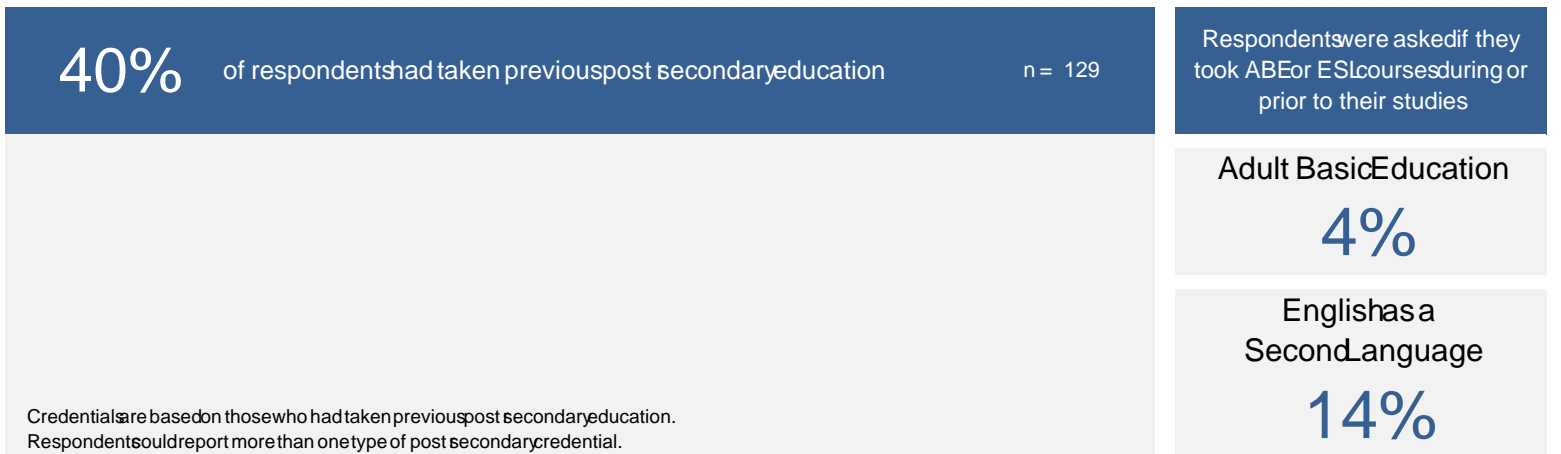 40% of respondents had taken previous post secondary education n = 129
Credentials are based on those who had taken previous post secondary education.
Respondents could report more than one type of post secondary credential.
Respondents were asked if they
took ABE or ESL courses during or
prior to their studies
Adult Basic Education
4%
English as a
Second Language
14%